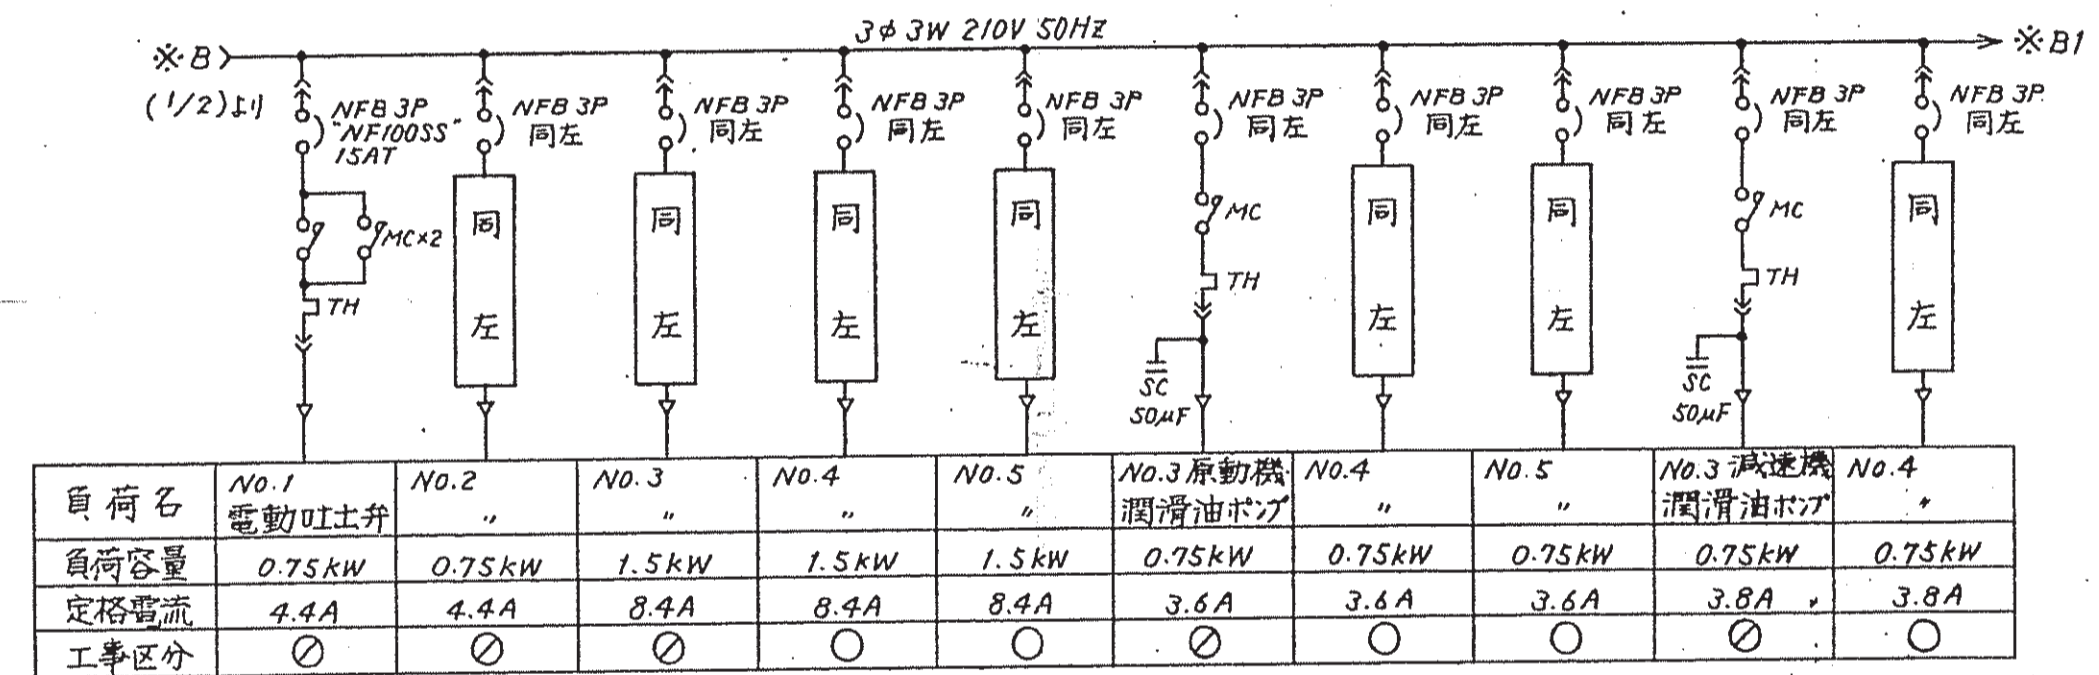 3φ 3W 210V 50HZ
※B
※B1
(1/2)より
NFB 3P
"NF100SS"
15AT
NFB 3P
同左
NFB 3P
同左
NFB 3P
同左
NFB 3P
同左
NFB 3P
同左
NFB 3P
同左
NFB 3P
同左
NFB 3P
同左
NFB 3P
同左
MC×2
TH
同左
同左
同左
同左
MC
TH
SC
50μF
同左
同左
MC
TH
SC
50μF
同左
負荷名 NO.1 NO.2 NO.3 NO.4 NO.5 NO.3原動機 NO.4 NO.5 NO.3減速機 NO.4
電動吐土弁 〃 〃 〃 〃 潤滑油ポンプ 〃 〃 潤滑油ポンプ 〃
負荷容量 0.75kW 0.75kW 1.5kW 1.5kW 1.5kW 0.75kW 0.75kW 0.75kW 0.75kW 0.75kW
定格電流 4.4A 4.4A 8.4A 8.4A 8.4A 3.6A 3.6A 3.6A 3.8A 3.8A
工事区分 ⊘ ⊘ ⊘ ○ ○ ⊘ ○ ○ ⊘ ○